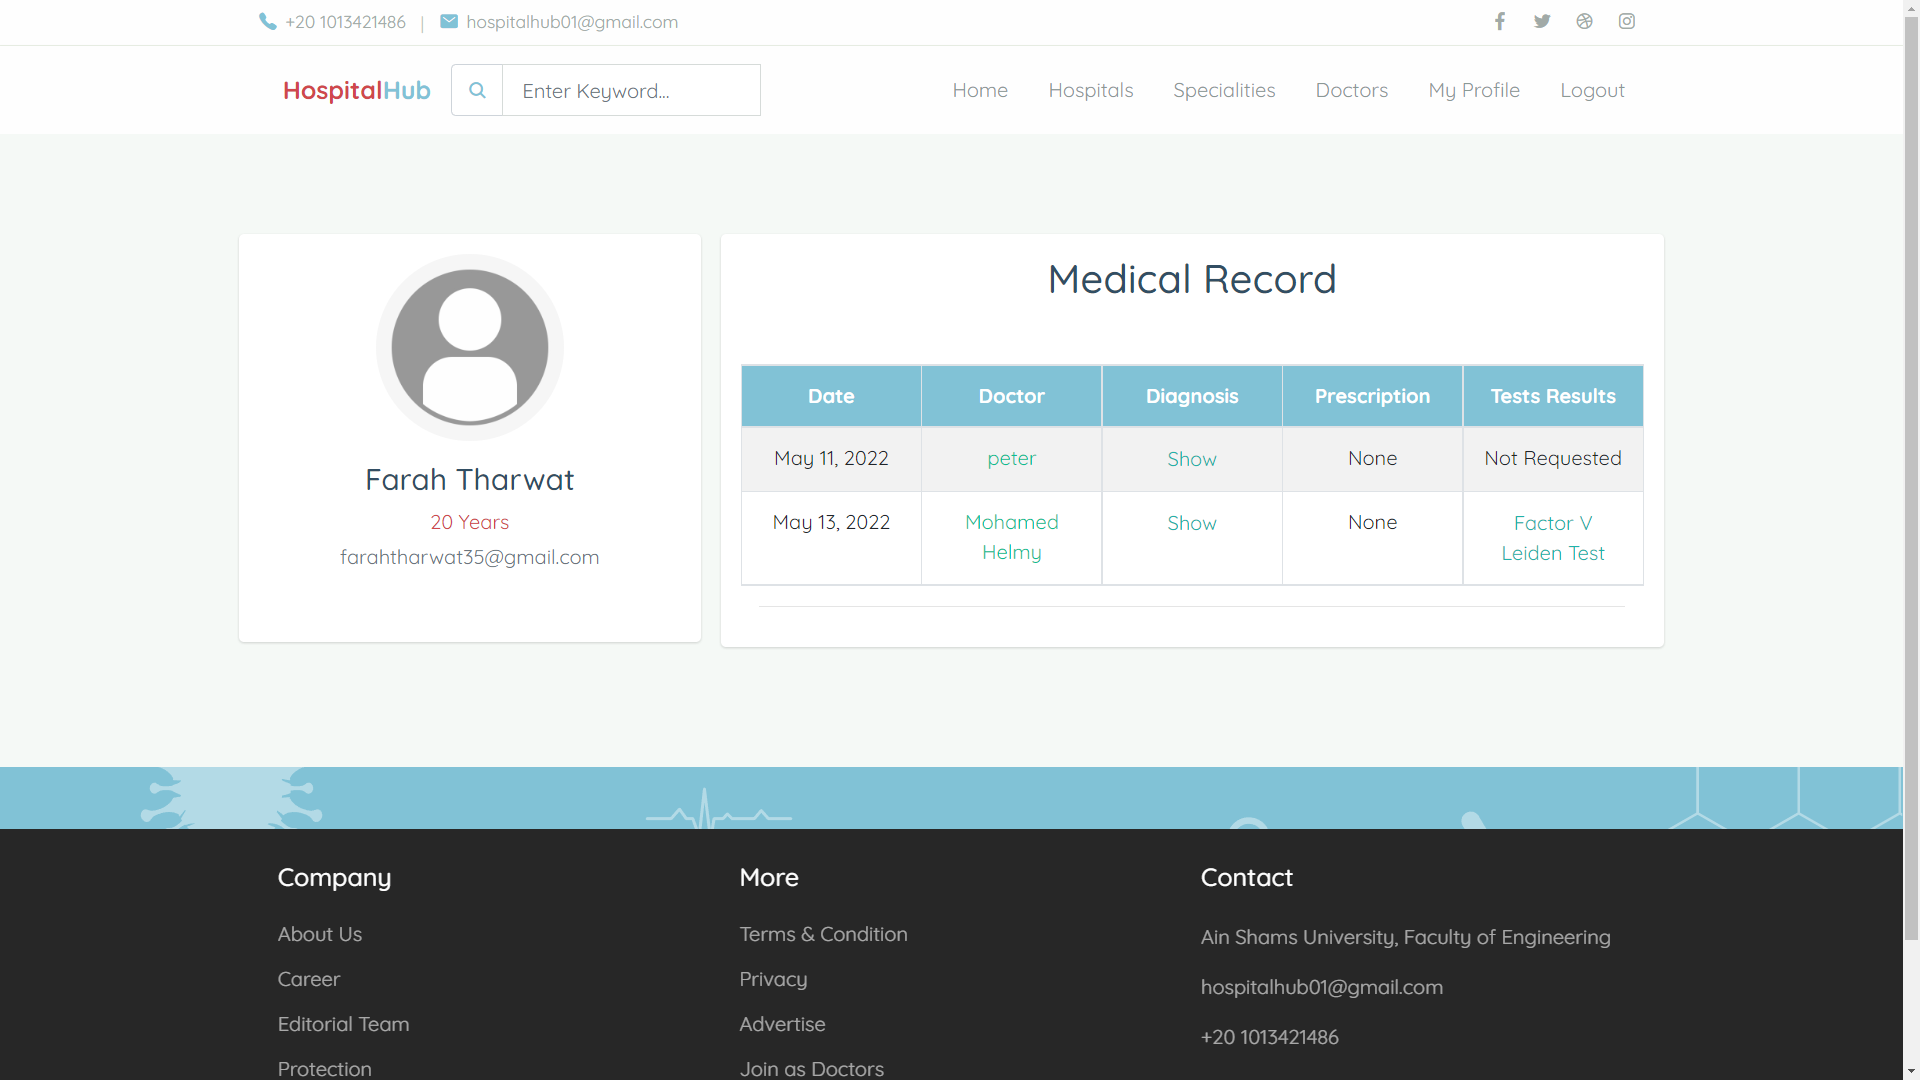 +20 1013421486 | hospitalhub01@gmail.com
HospitalHub Enter Keyword... Home Hospitals Specialities Doctors My Profile Logout
Farah Tharwat
20 Years
farahtharwat35@gmail.com
Medical Record
Date Doctor Diagnosis Prescription Tests Results
May 11, 2022 peter Show None Not Requested
May 13, 2022 Mohamed Helmy Show None Factor V Leiden Test
Company
About Us
Career
Editorial Team
Protection
More
Terms & Condition
Privacy
Advertise
Join as Doctors
Contact
Ain Shams University, Faculty of Engineering
hospitalhub01@gmail.com
+20 1013421486